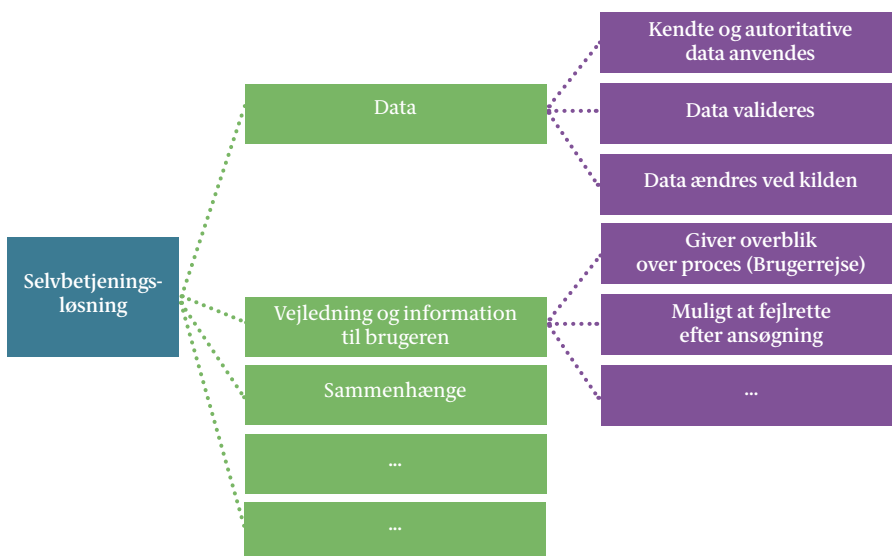 Selvbetjenings-
løsning
Data
Kendte og autoritative
data anvendes
Data valideres
Data ændres ved kilden
Vejledning og information
til brugeren
Giver overblik
over proces (Brugerrejse)
Muligt at fejlrette
efter ansøgning
...
Sammenhænge
...
...